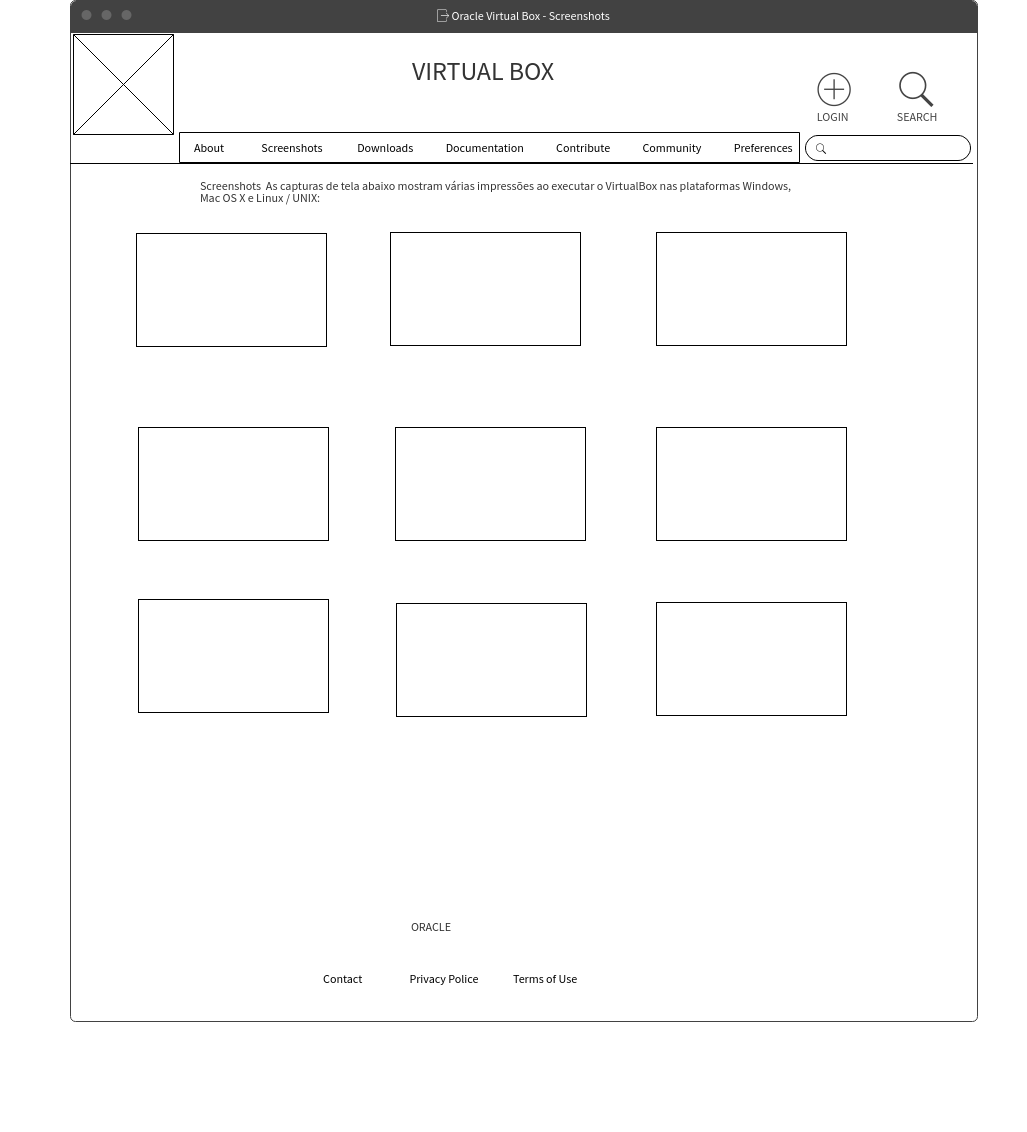 Oracle Virtual Box - Screenshots
VIRTUAL BOX
LOGIN
SEARCH
About Screenshots Downloads Documentation Contribute Community Preferences
Screenshots  As capturas de tela abaixo mostram várias impressões ao executar o VirtualBox nas plataformas Windows,
Mac OS X e Linux / UNIX:
ORACLE
Contact Privacy Police Terms of Use